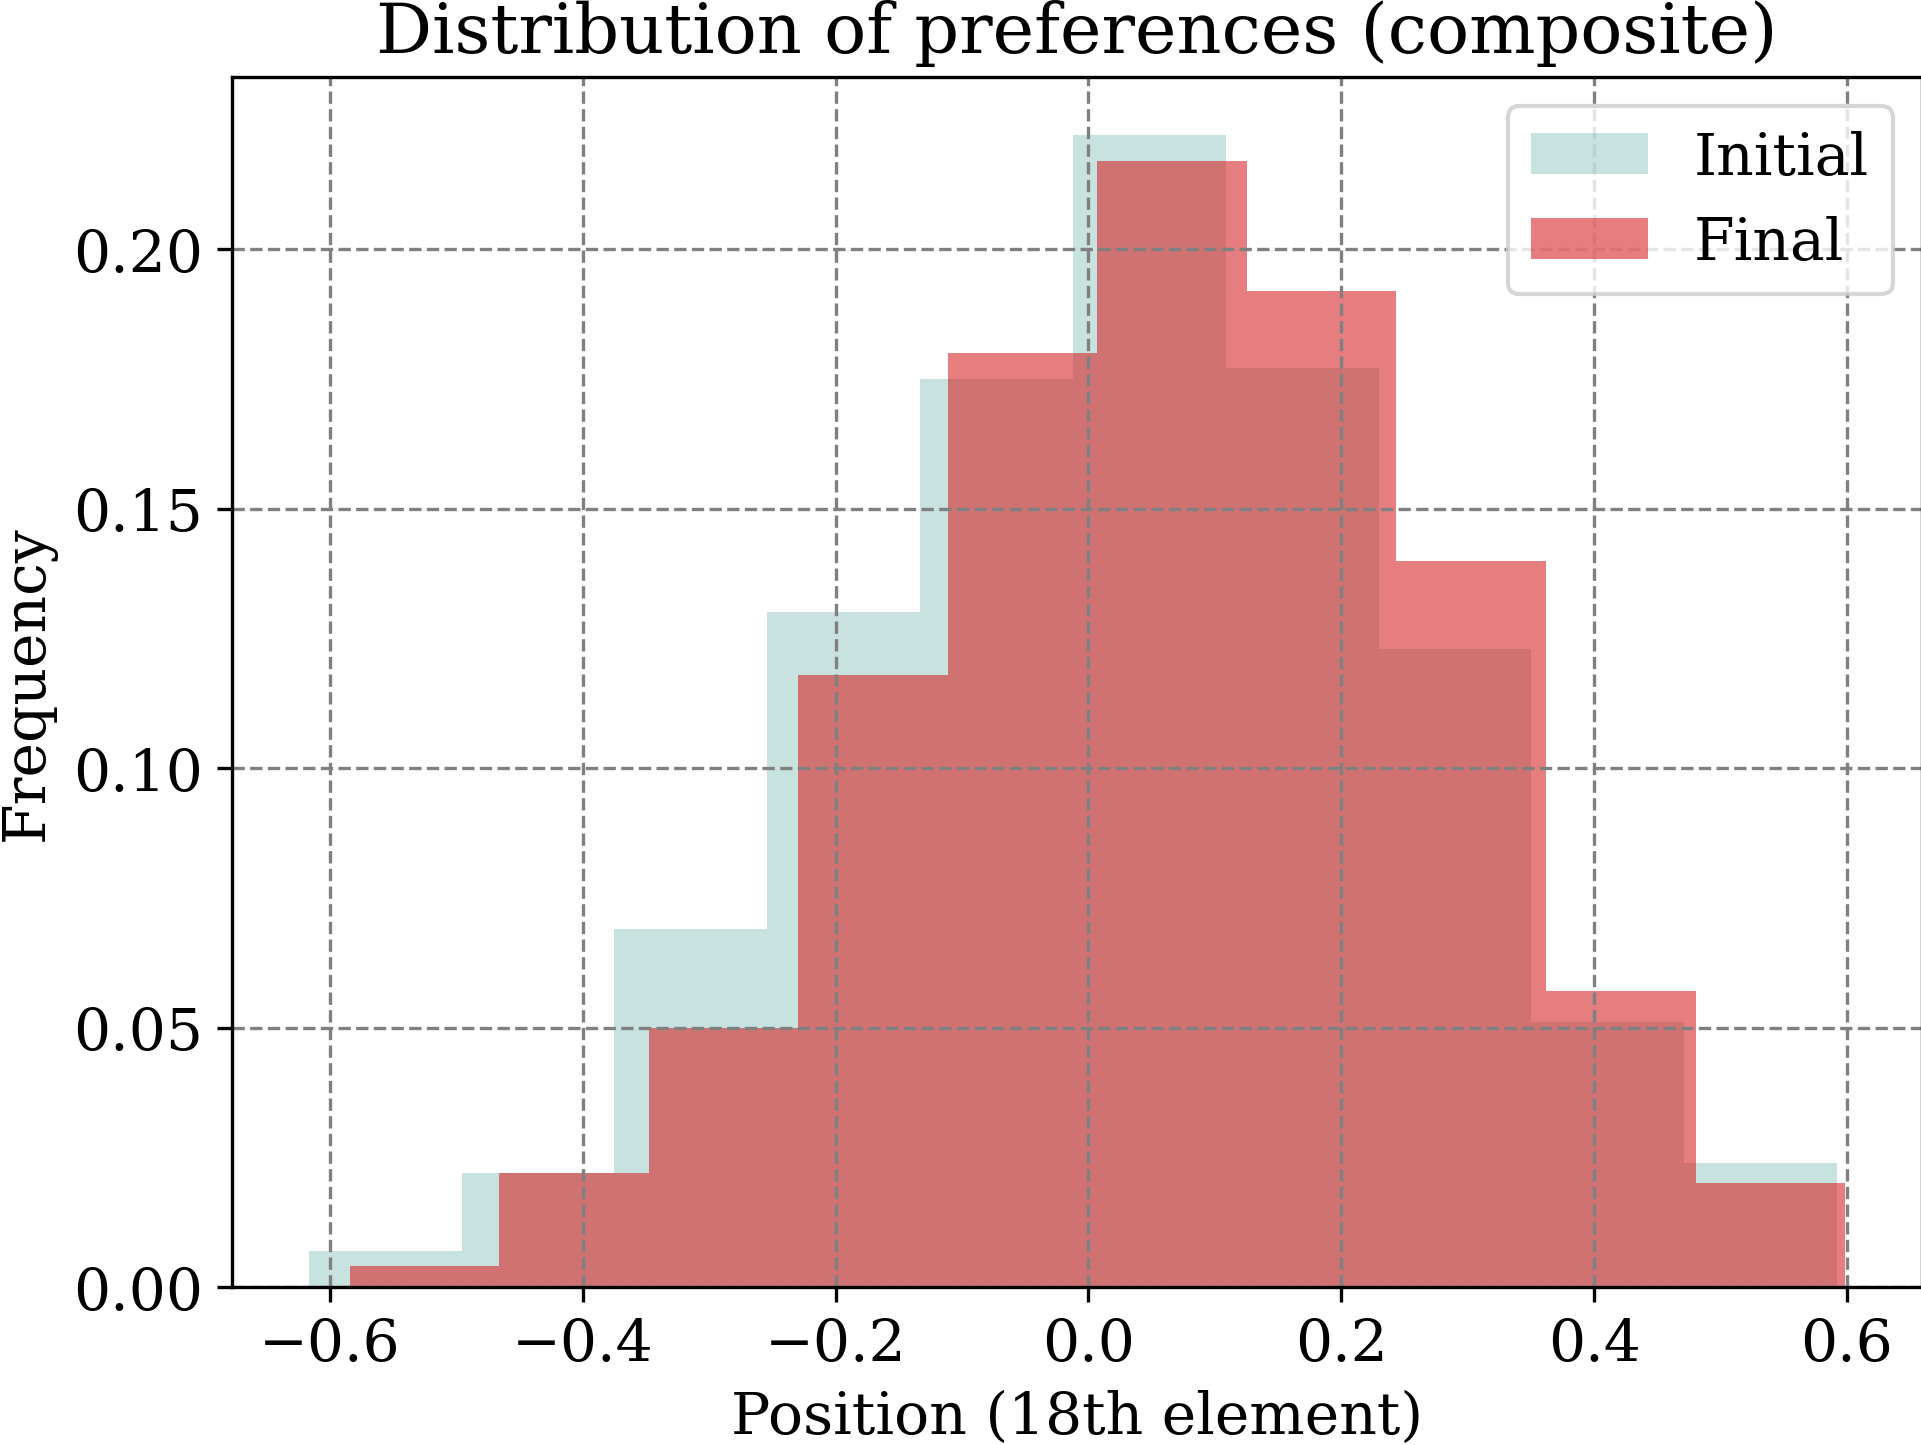 Distribution of preferences (composite)
Initial
Final
Frequency
0.20
0.15
0.10
0.05
0.00
−0.6 −0.4 −0.2 0.0 0.2 0.4 0.6
Position (18th element)